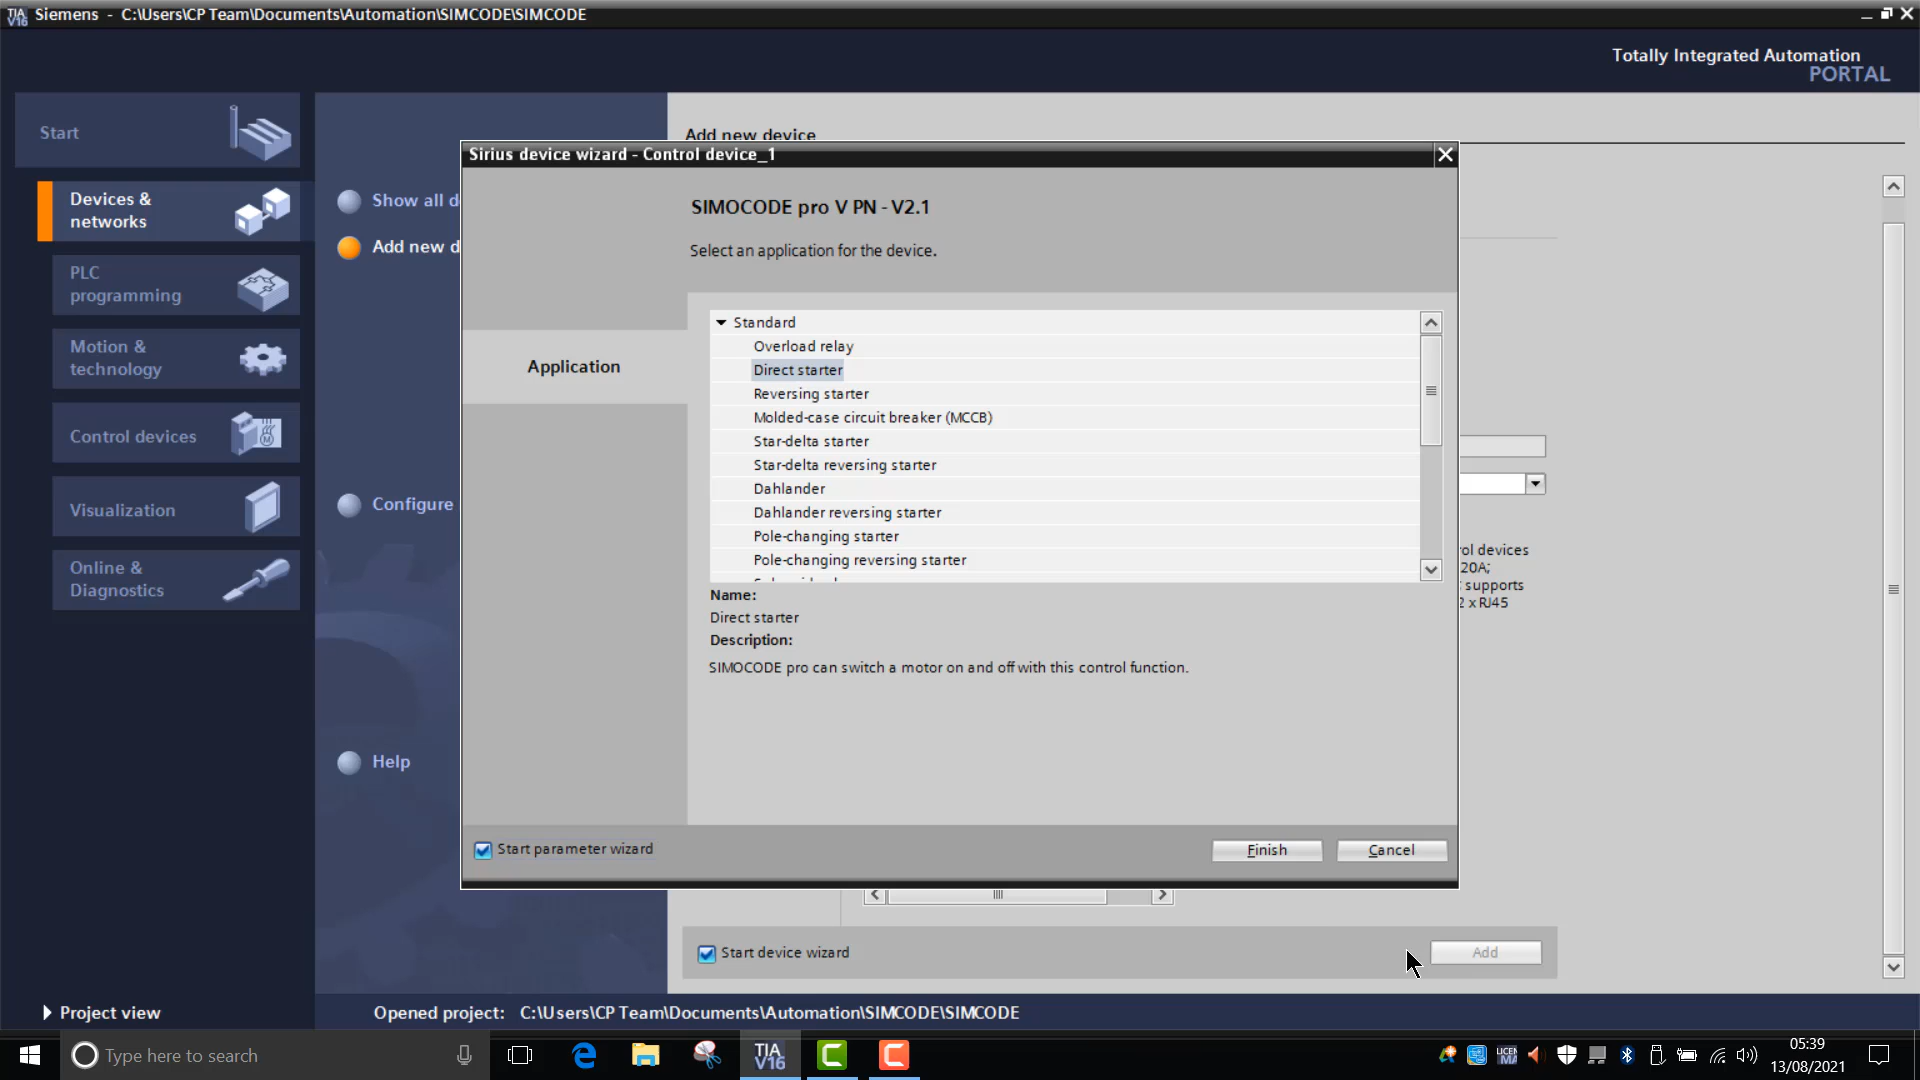 Siemens - C:\Users\CP Team\Documents\Automation\SIMCODE\SIMCODE
Totally Integrated Automation
PORTAL
Start
Devices &
networks
PLC
programming
Motion &
technology
Control devices
Visualization
Online &
Diagnostics
Show all d
Add new d
Configure
Help
Add new device
Sirius device wizard - Control device_1
SIMOCODE pro V PN - V2.1
Select an application for the device.
Application
Standard
Overload relay
Direct starter
Reversing starter
Molded-case circuit breaker (MCCB)
Star-delta starter
Star-delta reversing starter
Dahlander
Dahlander reversing starter
Pole-changing starter
Pole-changing reversing starter
Name:
Direct starter
Description:
SIMOCODE pro can switch a motor on and off with this control function.
Start parameter wizard
Finish
Cancel
ol devices
20A;
supports
2 x RJ45
Start device wizard
Add
Project view
Opened project: C:\Users\CP Team\Documents\Automation\SIMCODE\SIMCODE
Type here to search
TIA
V16
05:39
13/08/2021